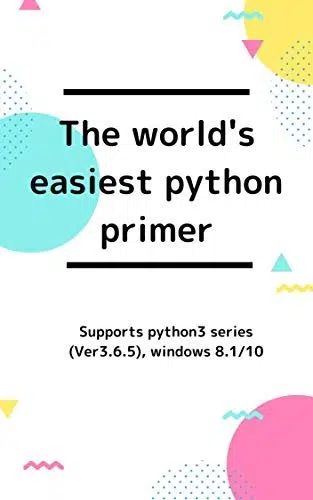 The world's
easiest python
primer
Supports python3 series
(Ver3.6.5), windows 8.1/10